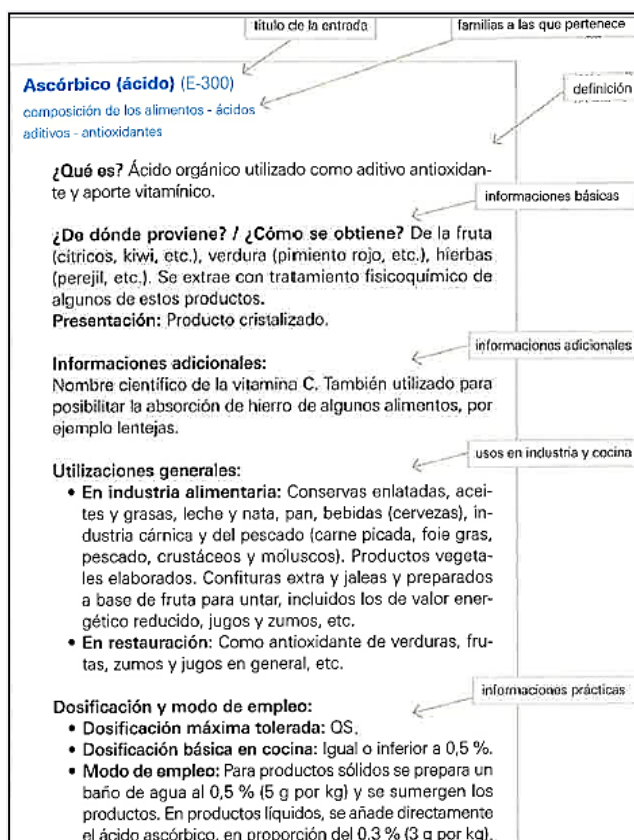 título de la entrada
familias a las que pertenece
Ascórbico (ácido) (E-300)
composición de los alimentos - ácidos
aditivos - antioxidantes
definición
¿Qué es? Ácido orgánico utilizado como aditivo antioxidan-
te y aporte vitamínico.
informaciones básicas
¿De dónde proviene? / ¿Cómo se obtiene? De la fruta
(cítricos, kiwi, etc.), verdura (pimiento rojo, etc.), hierbas
(perejil, etc.). Se extrae con tratamiento fisicoquímico de
algunos de estos productos.
Presentación: Producto cristalizado.
informaciones adicionales
Informaciones adicionales:
Nombre científico de la vitamina C. También utilizado para
posibilitar la absorción de hierro de algunos alimentos, por
ejemplo lentejas.
usos en industria y cocina
Utilizaciones generales:
• En industria alimentaria: Conservas enlatadas, acei-
tes y grasas, leche y nata, pan, bebidas (cervezas), in-
dustria cárnica y del pescado (carne picada, foie gras,
pescado, crustáceos y moluscos). Productos vegeta-
les elaborados. Confituras extra y jaleas y preparados
a base de fruta para untar, incluidos los de valor ener-
gético reducido, jugos y zumos, etc.
• En restauración: Como antioxidante de verduras, fru-
tas, zumos y jugos en general, etc.
informaciones prácticas
Dosificación y modo de empleo:
• Dosificación máxima tolerada: QS.
• Dosificación básica en cocina: Igual o inferior a 0,5 %.
• Modo de empleo: Para productos sólidos se prepara un
baño de agua al 0,5 % (5 g por kg) y se sumergen los
productos. En productos líquidos, se añade directamente
el ácido ascórbico, en proporción del 0,3 % (3 g por kg).